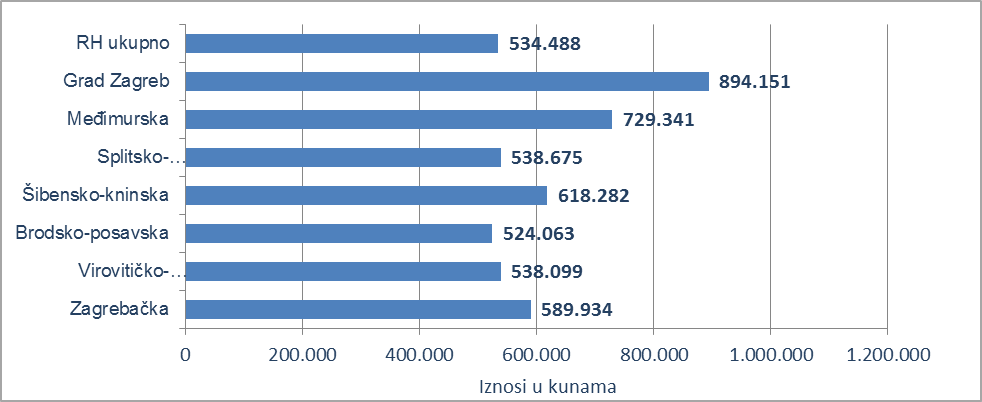 RH ukupno 534.488
Grad Zagreb 894.151
Međimurska 729.341
Splitsko-... 538.675
Šibensko-kninska 618.282
Brodsko-posavska 524.063
Virovitičko-... 538.099
Zagrebačka 589.934
0 200.000 400.000 600.000 800.000 1.000.000 1.200.000
Iznosi u kunama